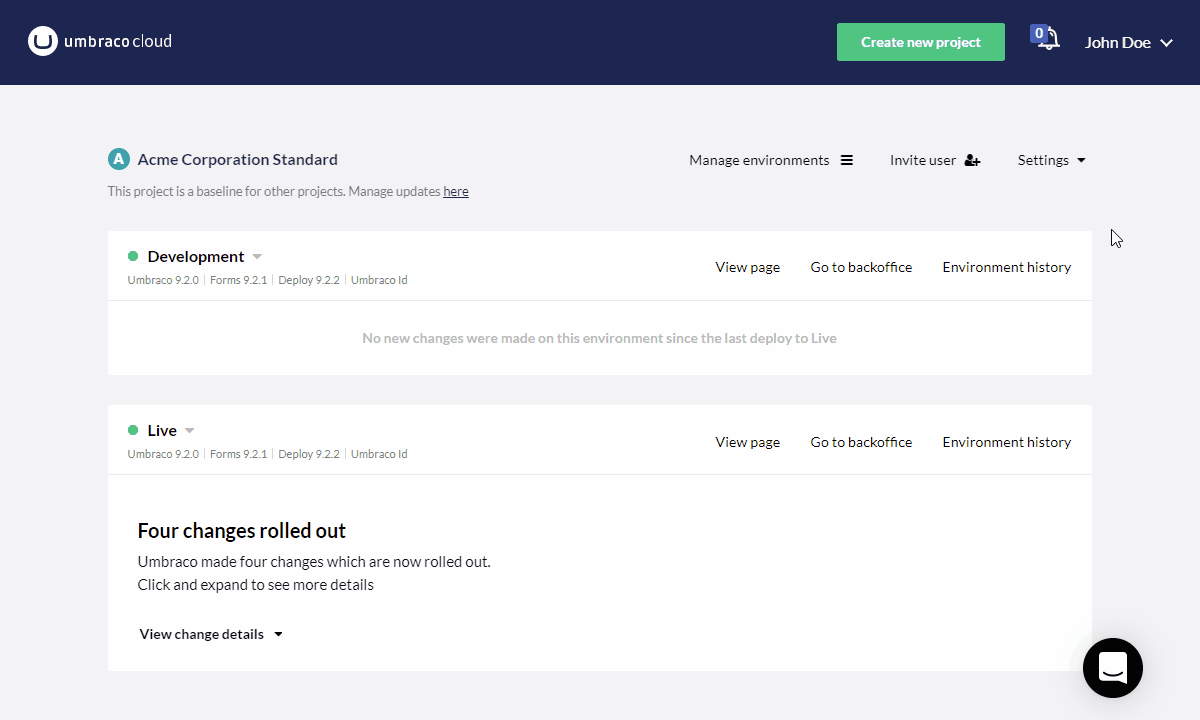 umbraco cloud
Create new project
0
John Doe
A Acme Corporation Standard
Manage environments
Invite user
Settings
This project is a baseline for other projects. Manage updates here
Development
Umbraco 9.2.0 | Forms 9.2.1 | Deploy 9.2.2 | Umbraco Id
View page
Go to backoffice
Environment history
No new changes were made on this environment since the last deploy to Live
Live
Umbraco 9.2.0 | Forms 9.2.1 | Deploy 9.2.2 | Umbraco Id
View page
Go to backoffice
Environment history
Four changes rolled out
Umbraco made four changes which are now rolled out.
Click and expand to see more details
View change details